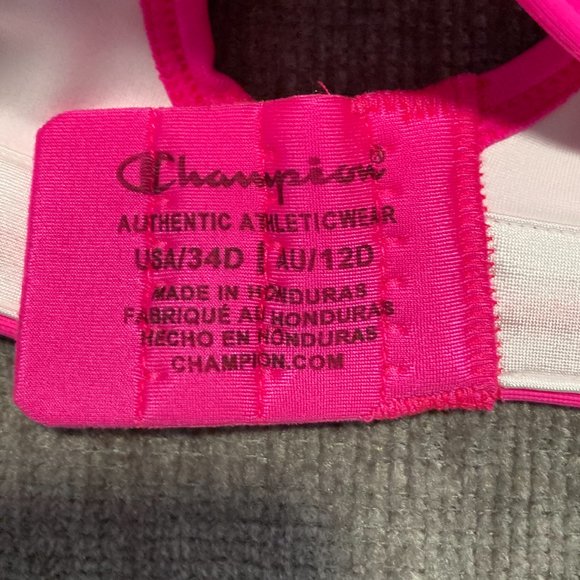 Champion®
AUTHENTIC ATHLETICWEAR
USA/34D | AU/12D
MADE IN HONDURAS
FABRIQUÉ AU HONDURAS
HECHO EN HONDURAS
CHAMPION.COM